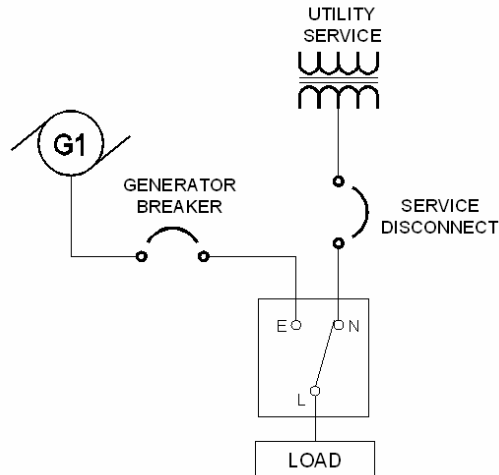 UTILITY
SERVICE
G1
GENERATOR
BREAKER
SERVICE
DISCONNECT
E N
L
LOAD